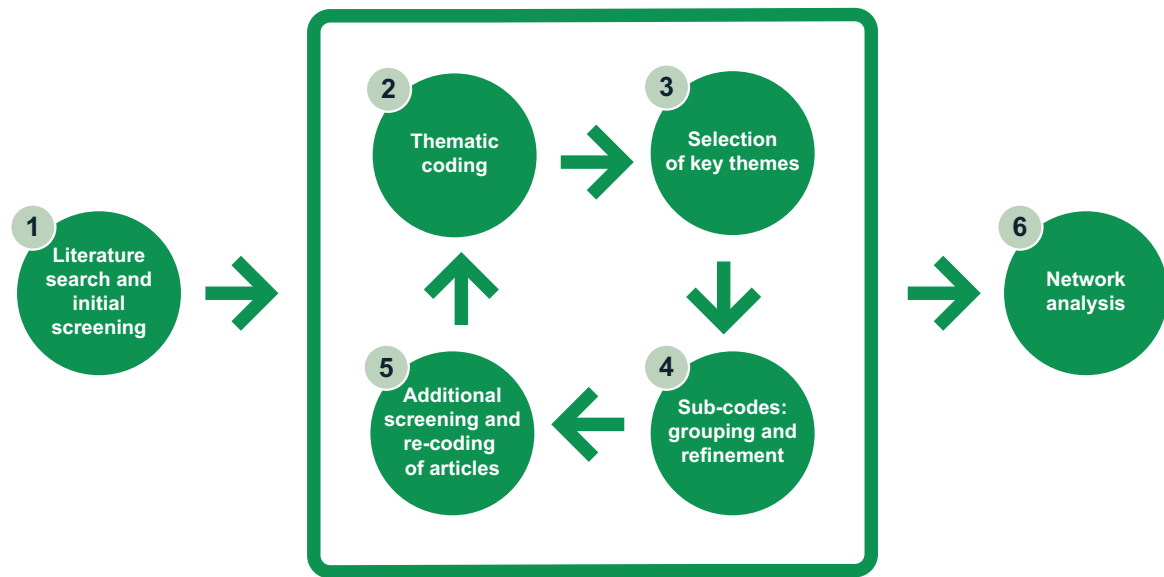 1
Literature
search and
initial
screening
2
Thematic
coding
3
Selection
of key themes
4
Sub-codes:
grouping and
refinement
5
Additional
screening and
re-coding
of articles
6
Network
analysis